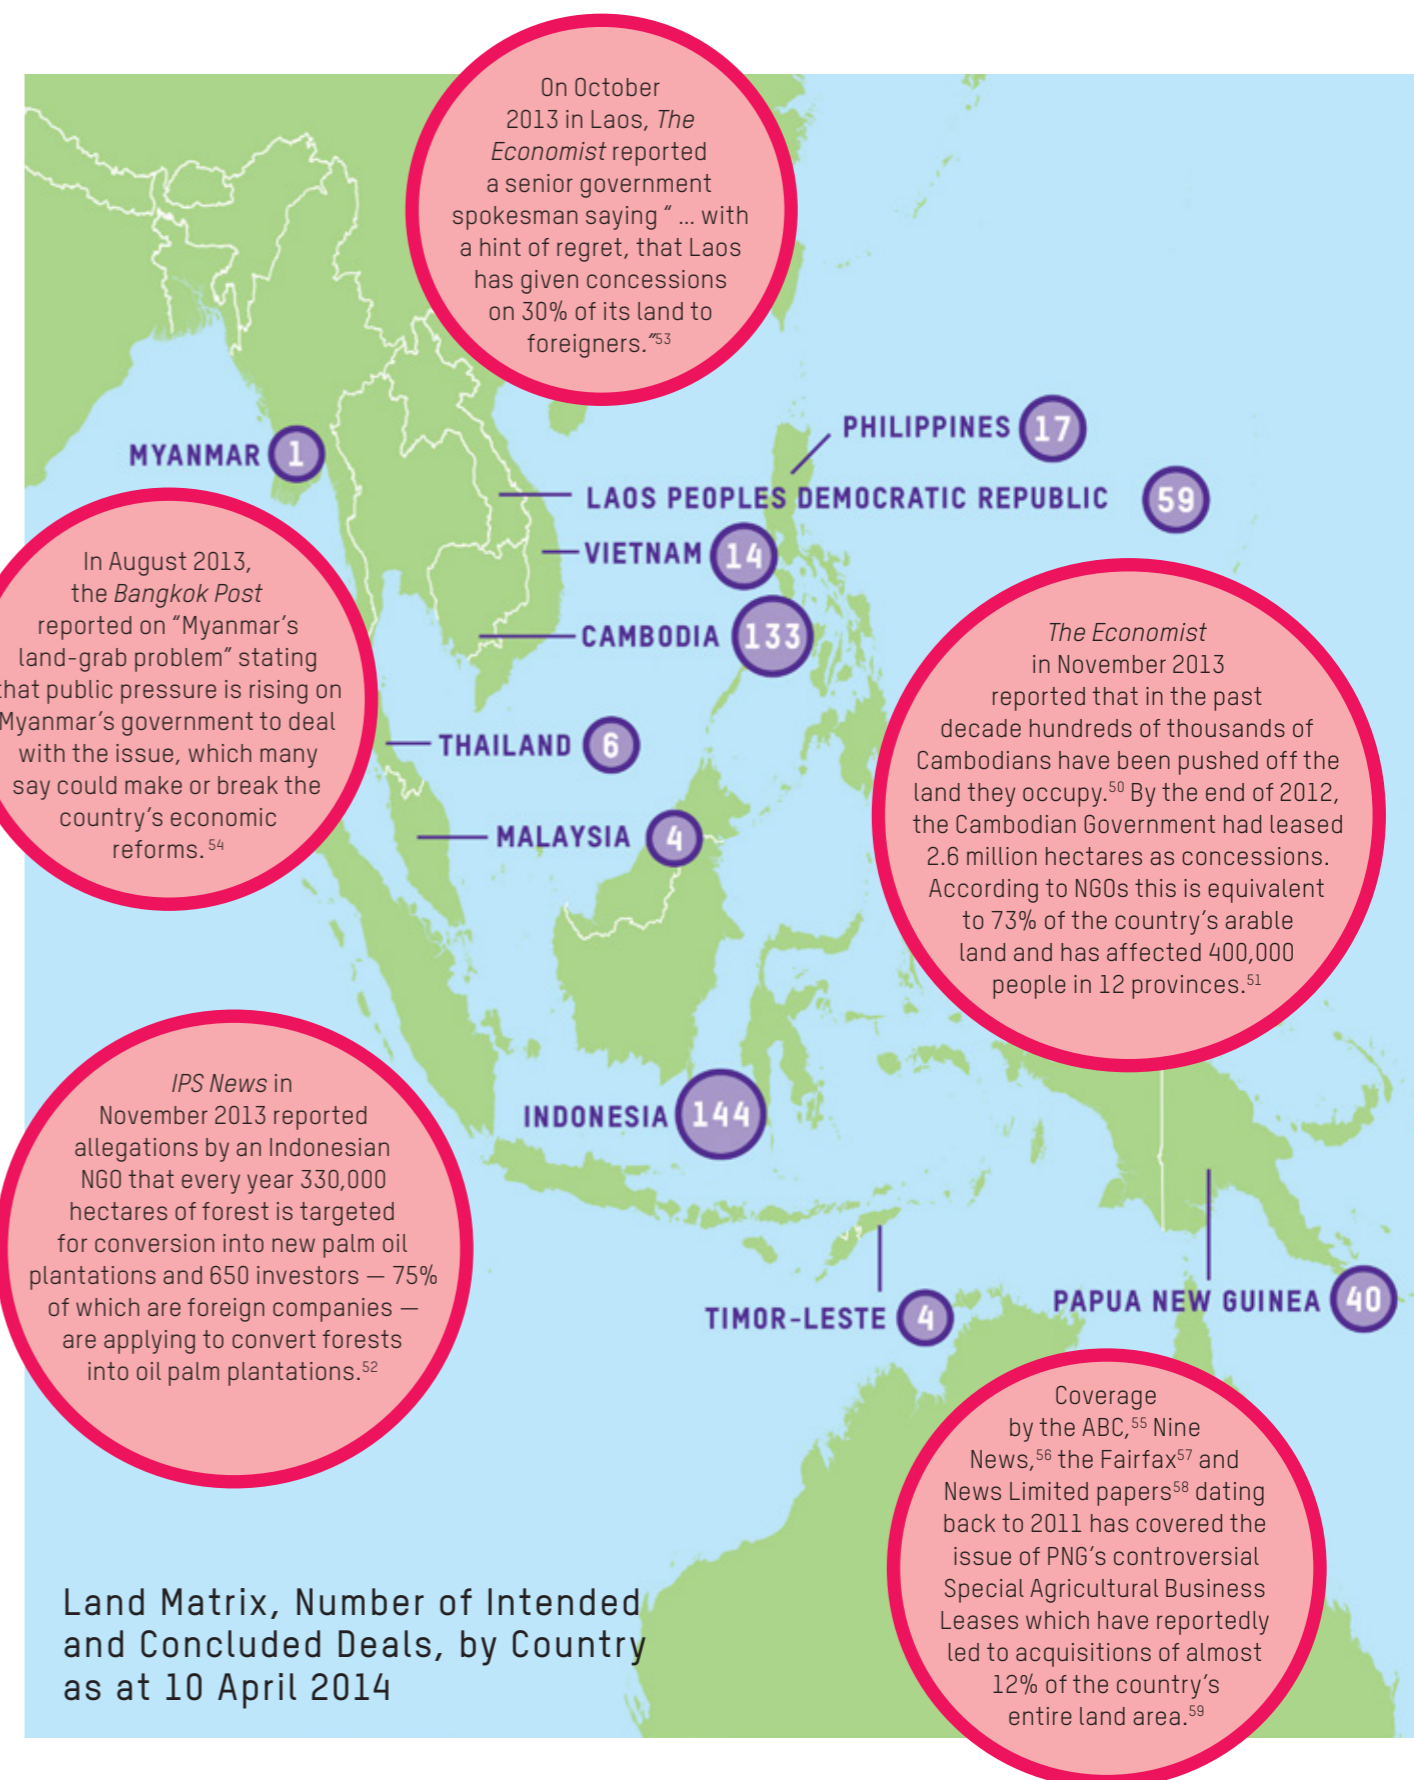 On October
2013 in Laos, The
Economist reported
a senior government
spokesman saying “ ... with
a hint of regret, that Laos
has given concessions
on 30% of its land to
foreigners.”53
PHILIPPINES 17
MYANMAR 1
LAOS PEOPLES DEMOCRATIC REPUBLIC 59
VIETNAM 14
CAMBODIA 133
THAILAND 6
MALAYSIA 4
In August 2013,
the Bangkok Post
reported on “Myanmar’s
land-grab problem” stating
that public pressure is rising on
Myanmar’s government to deal
with the issue, which many
say could make or break the
country’s economic
reforms. 54
The Economist
in November 2013
reported that in the past
decade hundreds of thousands of
Cambodians have been pushed off the
land they occupy.50 By the end of 2012,
the Cambodian Government had leased
2.6 million hectares as concessions.
According to NGOs this is equivalent
to 73% of the country’s arable
land and has affected 400,000
people in 12 provinces.51
IPS News in
November 2013 reported
allegations by an Indonesian
NGO that every year 330,000
hectares of forest is targeted
for conversion into new palm oil
plantations and 650 investors — 75%
of which are foreign companies —
are applying to convert forests
into oil palm plantations.52
INDONESIA 144
TIMOR-LESTE 4
PAPUA NEW GUINEA 40
Coverage
by the ABC,55 Nine
News,56 the Fairfax57 and
News Limited papers58 dating
back to 2011 has covered the
issue of PNG’s controversial
Special Agricultural Business
Leases which have reportedly
led to acquisitions of almost
12% of the country’s
entire land area.59
Land Matrix, Number of Intended
and Concluded Deals, by Country
as at 10 April 2014